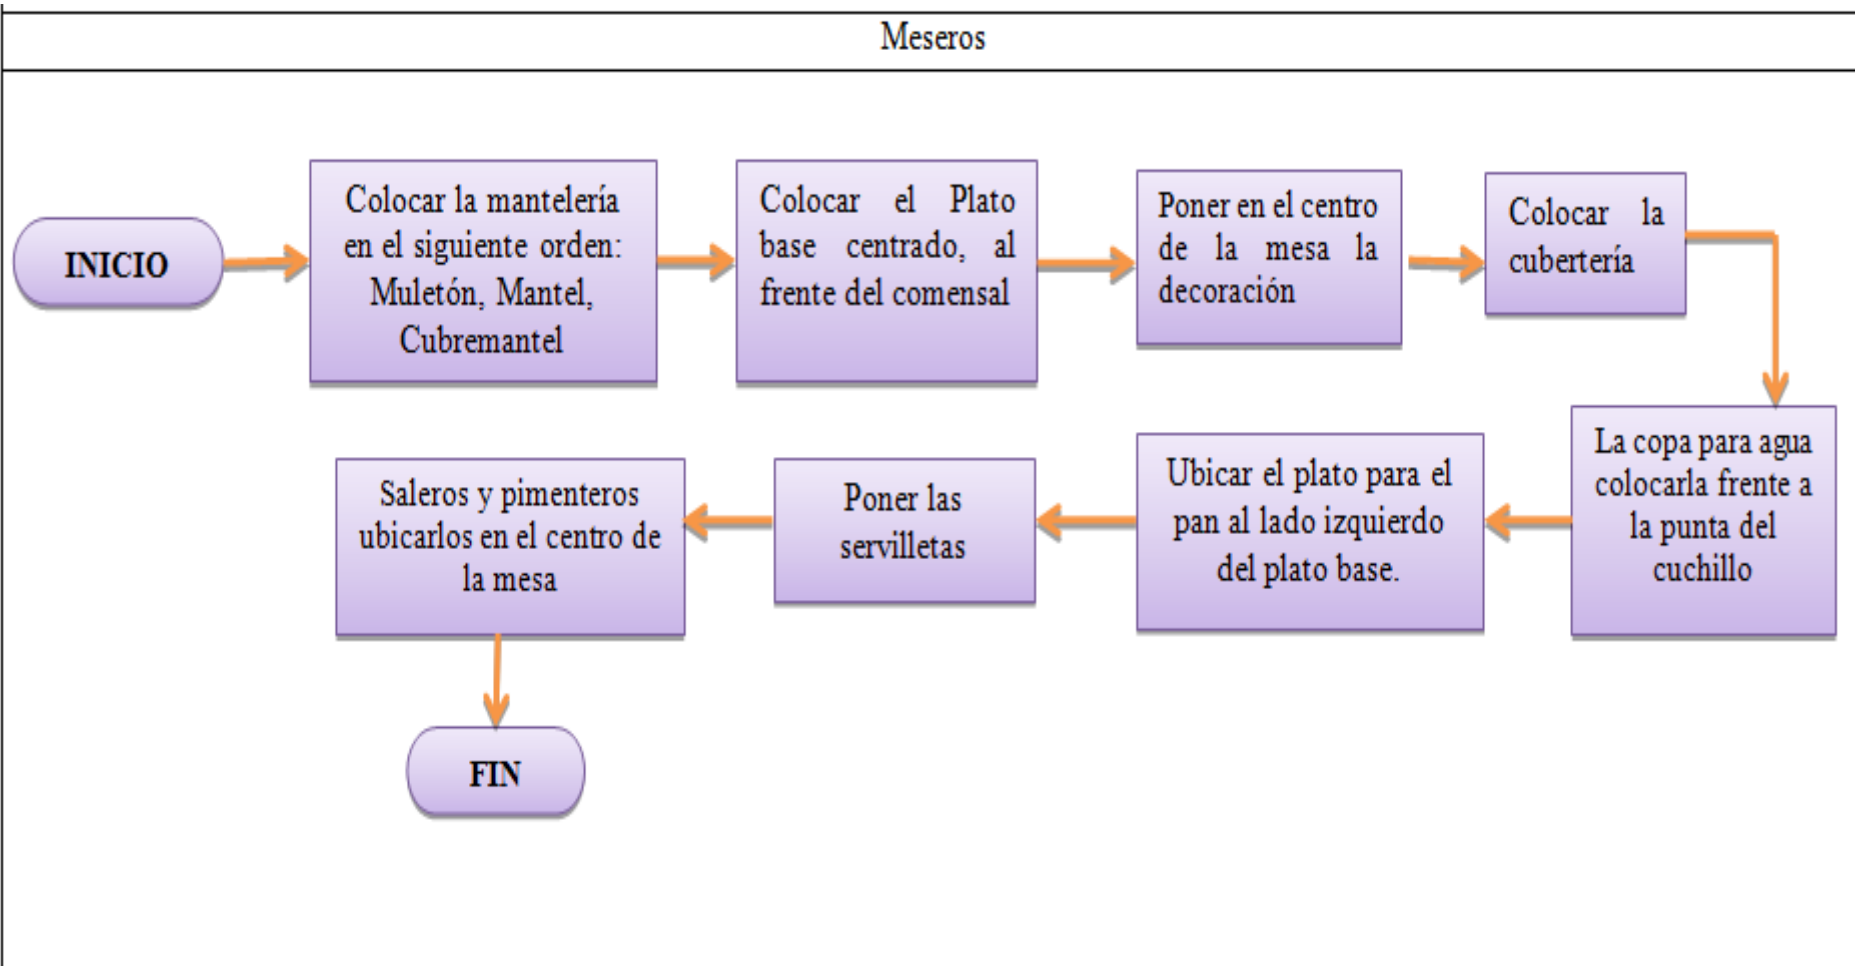 Meseros
INICIO
Colocar la mantelería
en el siguiente orden:
Muletón, Mantel,
Cubremantel
Colocar el Plato
base centrado, al
frente del comensal
Poner en el centro
de la mesa la
decoración
Colocar la
cubertería
La copa para agua
colocarla frente a
la punta del
cuchillo
Ubicar el plato para el
pan al lado izquierdo
del plato base.
Poner las
servilletas
Saleros y pimenteros
ubicarlos en el centro de
la mesa
FIN